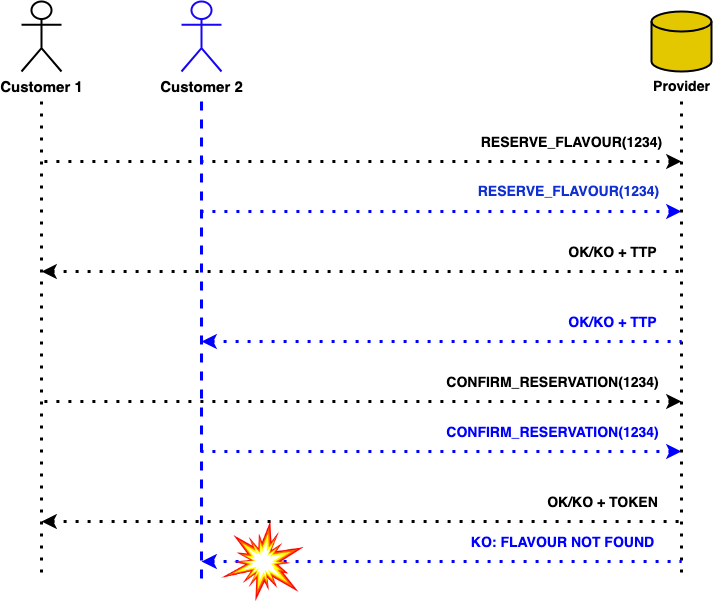 Customer 1
Customer 2
Provider
RESERVE_FLAVOUR(1234)
RESERVE_FLAVOUR(1234)
OK/KO + TTP
OK/KO + TTP
CONFIRM_RESERVATION(1234)
CONFIRM_RESERVATION(1234)
OK/KO + TOKEN
KO: FLAVOUR NOT FOUND